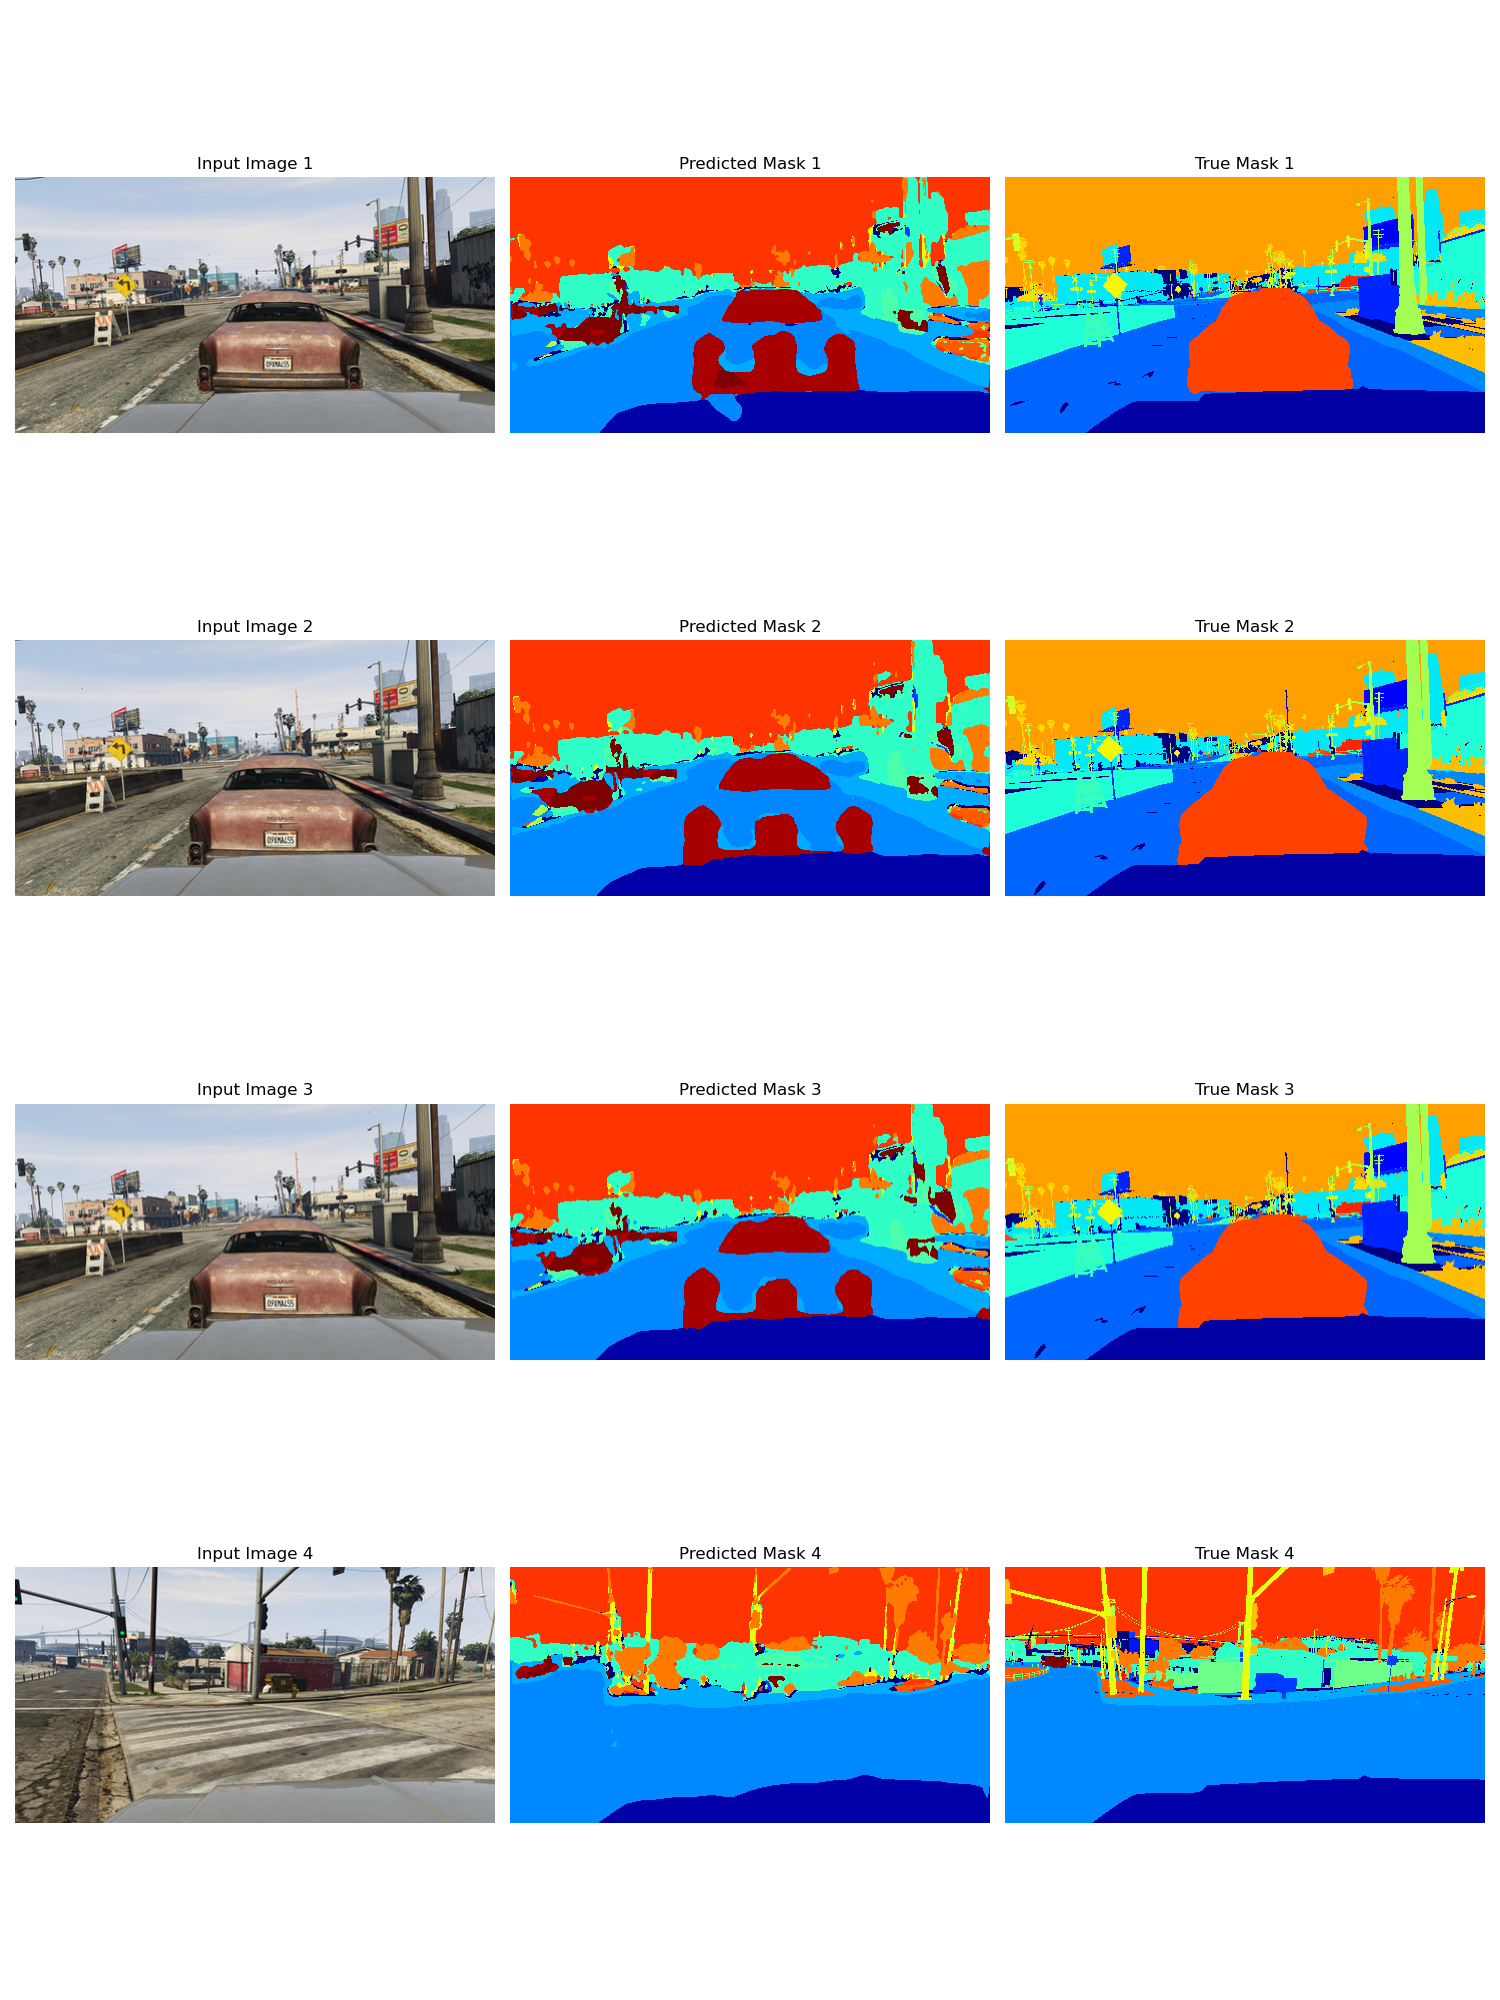 Input Image 1
Predicted Mask 1
True Mask 1
Input Image 2
Predicted Mask 2
True Mask 2
Input Image 3
Predicted Mask 3
True Mask 3
Input Image 4
Predicted Mask 4
True Mask 4